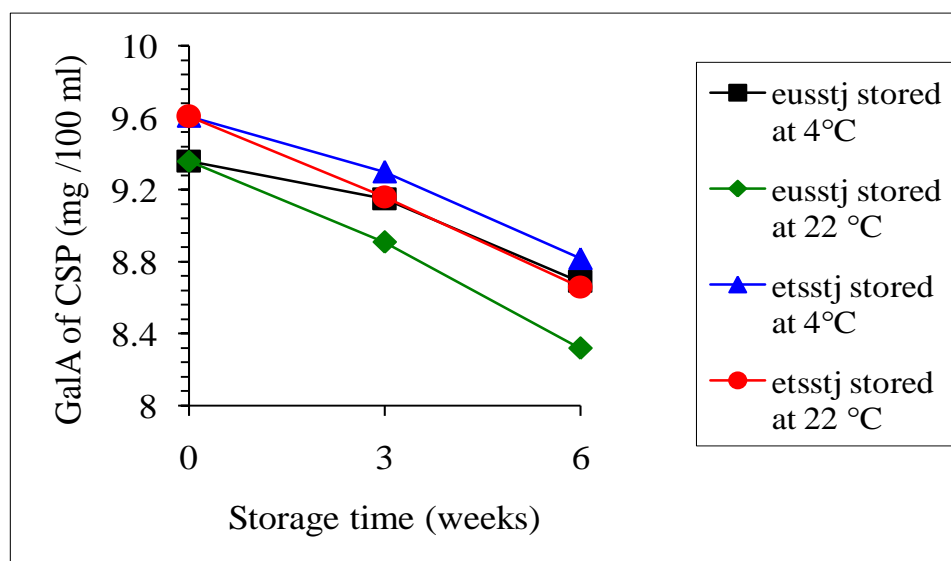 GalA of CSP (mg /100 ml)
10
9.6
9.2
8.8
8.4
8
0 3 6
Storage time (weeks)
eusstj stored
at 4°C
eusstj stored
at 22 °C
etsstj stored
at 4°C
etsstj stored
at 22 °C